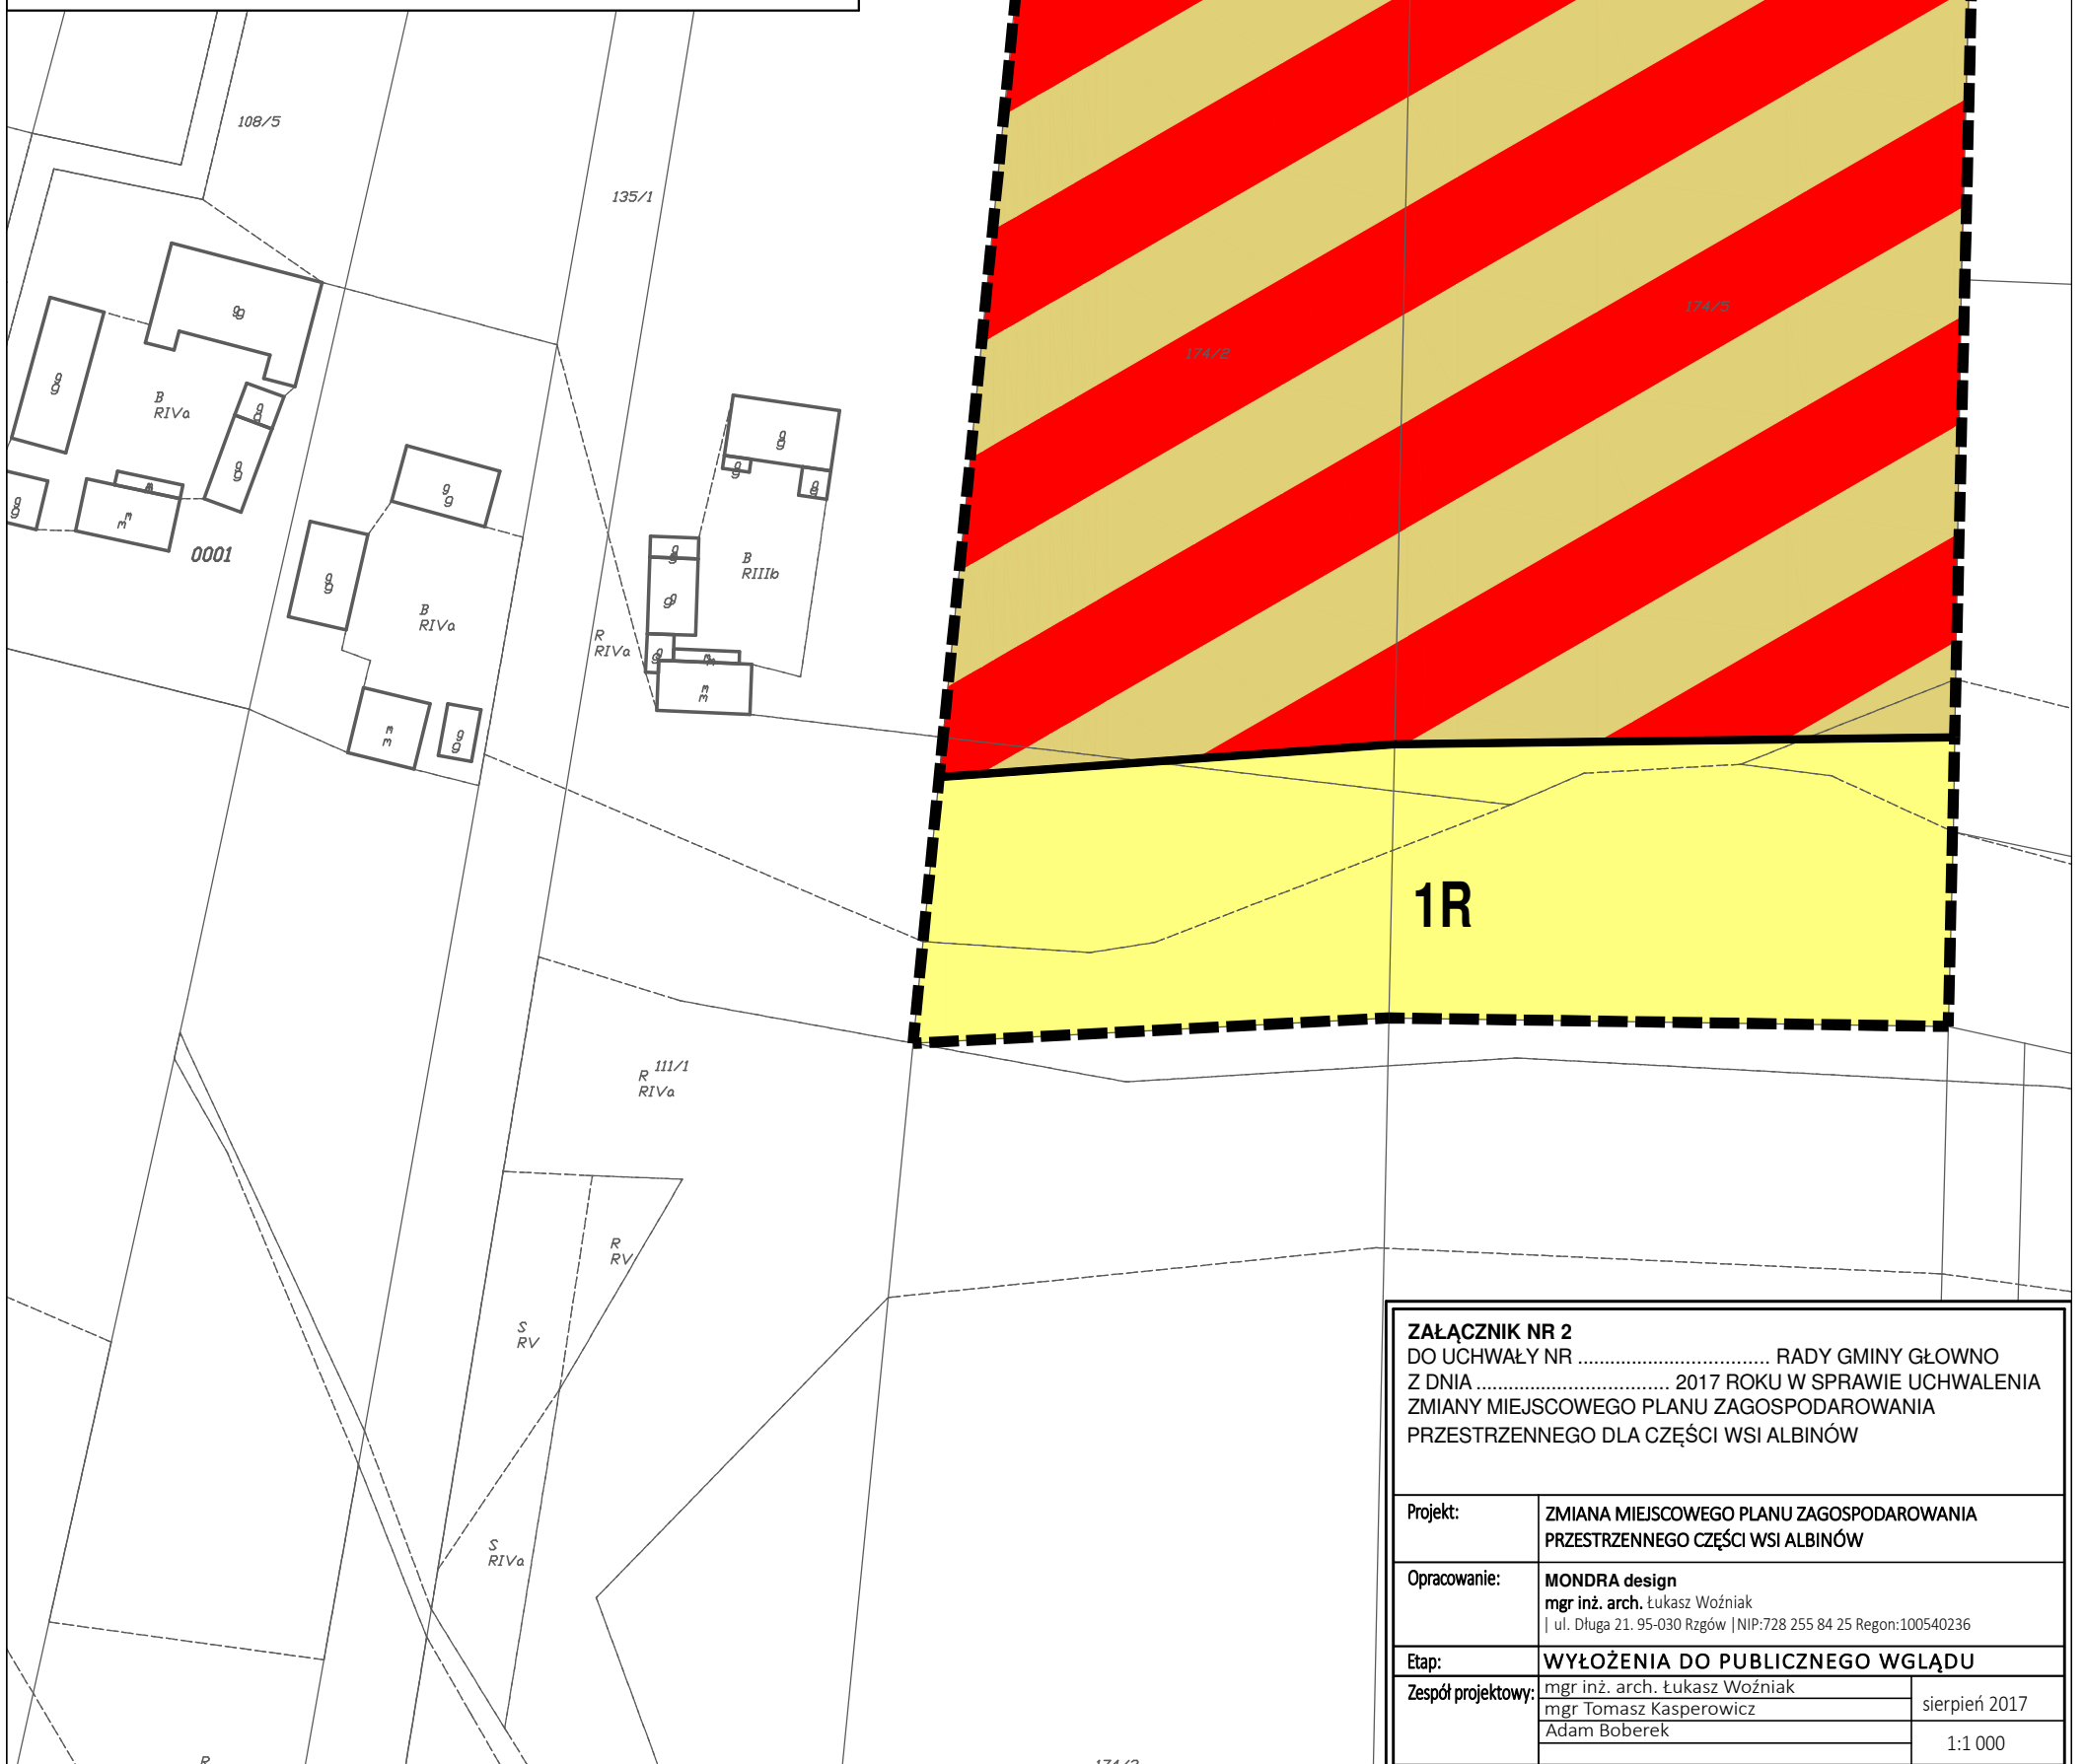 108/5
135/1
174/5
174/2
g
g
g
g
g
g
g
g
g
B
RIVa
m
m
m
g
g
0001
g
g
g
g
B
RIVa
m
m
g
g
g
g
g
g
g
B
RIIIb
g
g
g
g
R
RIVa
m
m
m
m
1R
111/1
R
RIVa
R
RV
S
RV
S
RIVa
R
ZAŁĄCZNIK NR 2
DO UCHWAŁY NR .................................. RADY GMINY GŁOWNO
Z DNIA .................................. 2017 ROKU W SPRAWIE UCHWALENIA
ZMIANY MIEJSCOWEGO PLANU ZAGOSPODAROWANIA
PRZESTRZENNEGO DLA CZĘŚCI WSI ALBINÓW
Projekt: ZMIANA MIEJSCOWEGO PLANU ZAGOSPODAROWANIA
PRZESTRZENNEGO CZĘŚCI WSI ALBINÓW
Opracowanie: MONDRA design
mgr inż. arch. Łukasz Woźniak
| ul. Długa 21. 95-030 Rzgów |NIP:728 255 84 25 Regon:100540236
Etap: WYŁOŻENIA DO PUBLICZNEGO WGLĄDU
Zespół projektowy: mgr inż. arch. Łukasz Woźniak
mgr Tomasz Kasperowicz
sierpień 2017
Adam Boberek
1:1 000